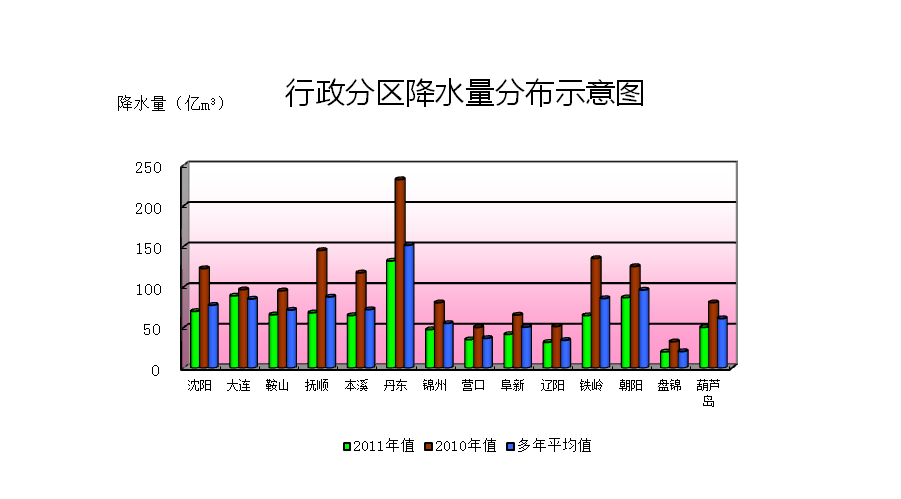 行政分区降水量分布示意图
降水量（亿m³）
250
200
150
100
50
0
沈阳 大连 鞍山 抚顺 本溪 丹东 锦州 营口 阜新 辽阳 铁岭 朝阳 盘锦 葫芦
岛
2011年值 2010年值 多年平均值